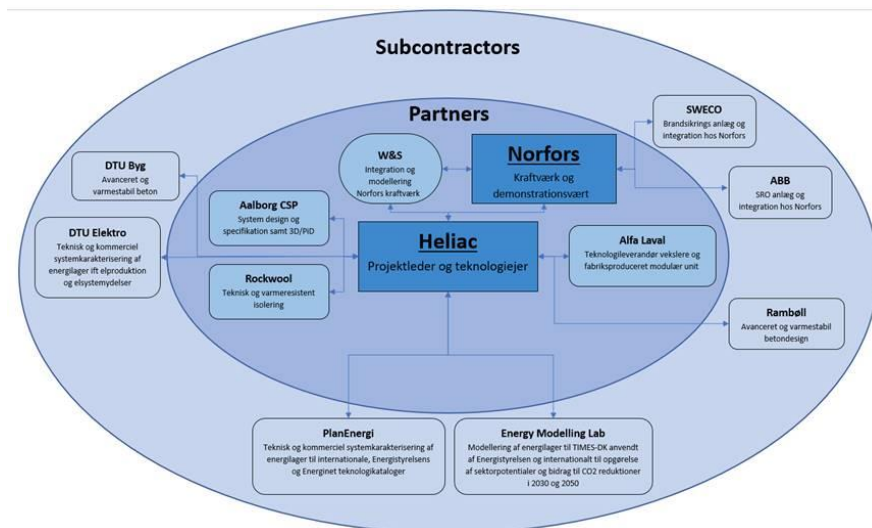 Subcontractors
Partners
SWECO
Brandsikrings anlæg og
integration hos Norfors
DTU Byg
Avanceret og
varmestabil beton
W&S
Integration og
modellering
Norfors kraftværk
Norfors
Kraftværk og
demonstrationsvært
ABB
SRO anlæg og
integration hos Norfors
Aalborg CSP
System design og
specifikation samt 3D/PiD
DTU Elektro
Teknisk og kommerciel
systemkarakterisering af
energilager ift elproduktion
og elsystemydelser
Heliac
Projektleder og teknologiejer
Alfa Laval
Teknologileverandør vekslere og
fabriksproduceret modulær unit
Rockwool
Teknisk og varmeresistent
isolering
Rambøll
Avanceret og varmestabil
betondesign
PlanEnergi
Teknisk og kommerciel systemkarakterisering af
energilager til internationale, Energistyrelsens
og Energinet teknologikataloger
Energy Modelling Lab
Modellering af energilager til TIMES-DK anvendt
af Energistyrelsen og internationalt til opgørelse
af sektorpotentialer og bidrag til CO2 reduktioner
i 2030 og 2050